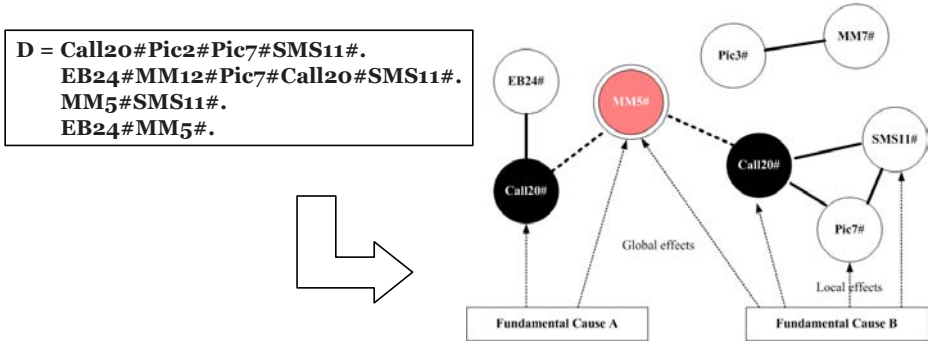 D = Call20#Pic2#Pic7#SMS11#.
EB24#MM12#Pic7#Call20#SMS11#.
MM5#SMS11#.
EB24#MM5#.
EB24#
MM5#
Pic3#
MM7#
Call20#
Call20#
SMS11#
Pic7#
Global effects
Local effects
Fundamental Cause A
Fundamental Cause B